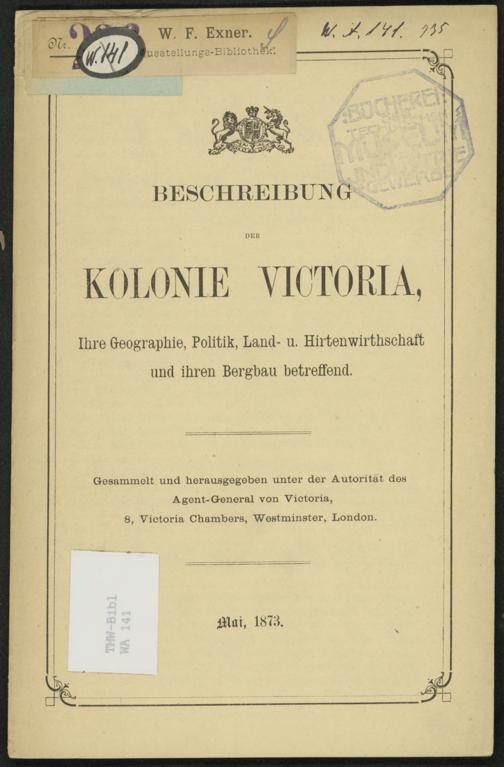 Nr.
W. F. Exner.
Ausstellungs-Bibliothek.
W. 141
W. A. 141. 935
BÜCHEREI
MUSEUM
BESCHREIBUNG
DER
KOLONIE VICTORIA,
Ihre Geographie, Politik, Land- u. Hirtenwirthschaft
und ihren Bergbau betreffend.
Gesammelt und herausgegeben unter der Autorität des
Agent-General von Victoria,
8, Victoria Chambers, Westminster, London.
TMW-Bibl
WA 141
Mai, 1873.